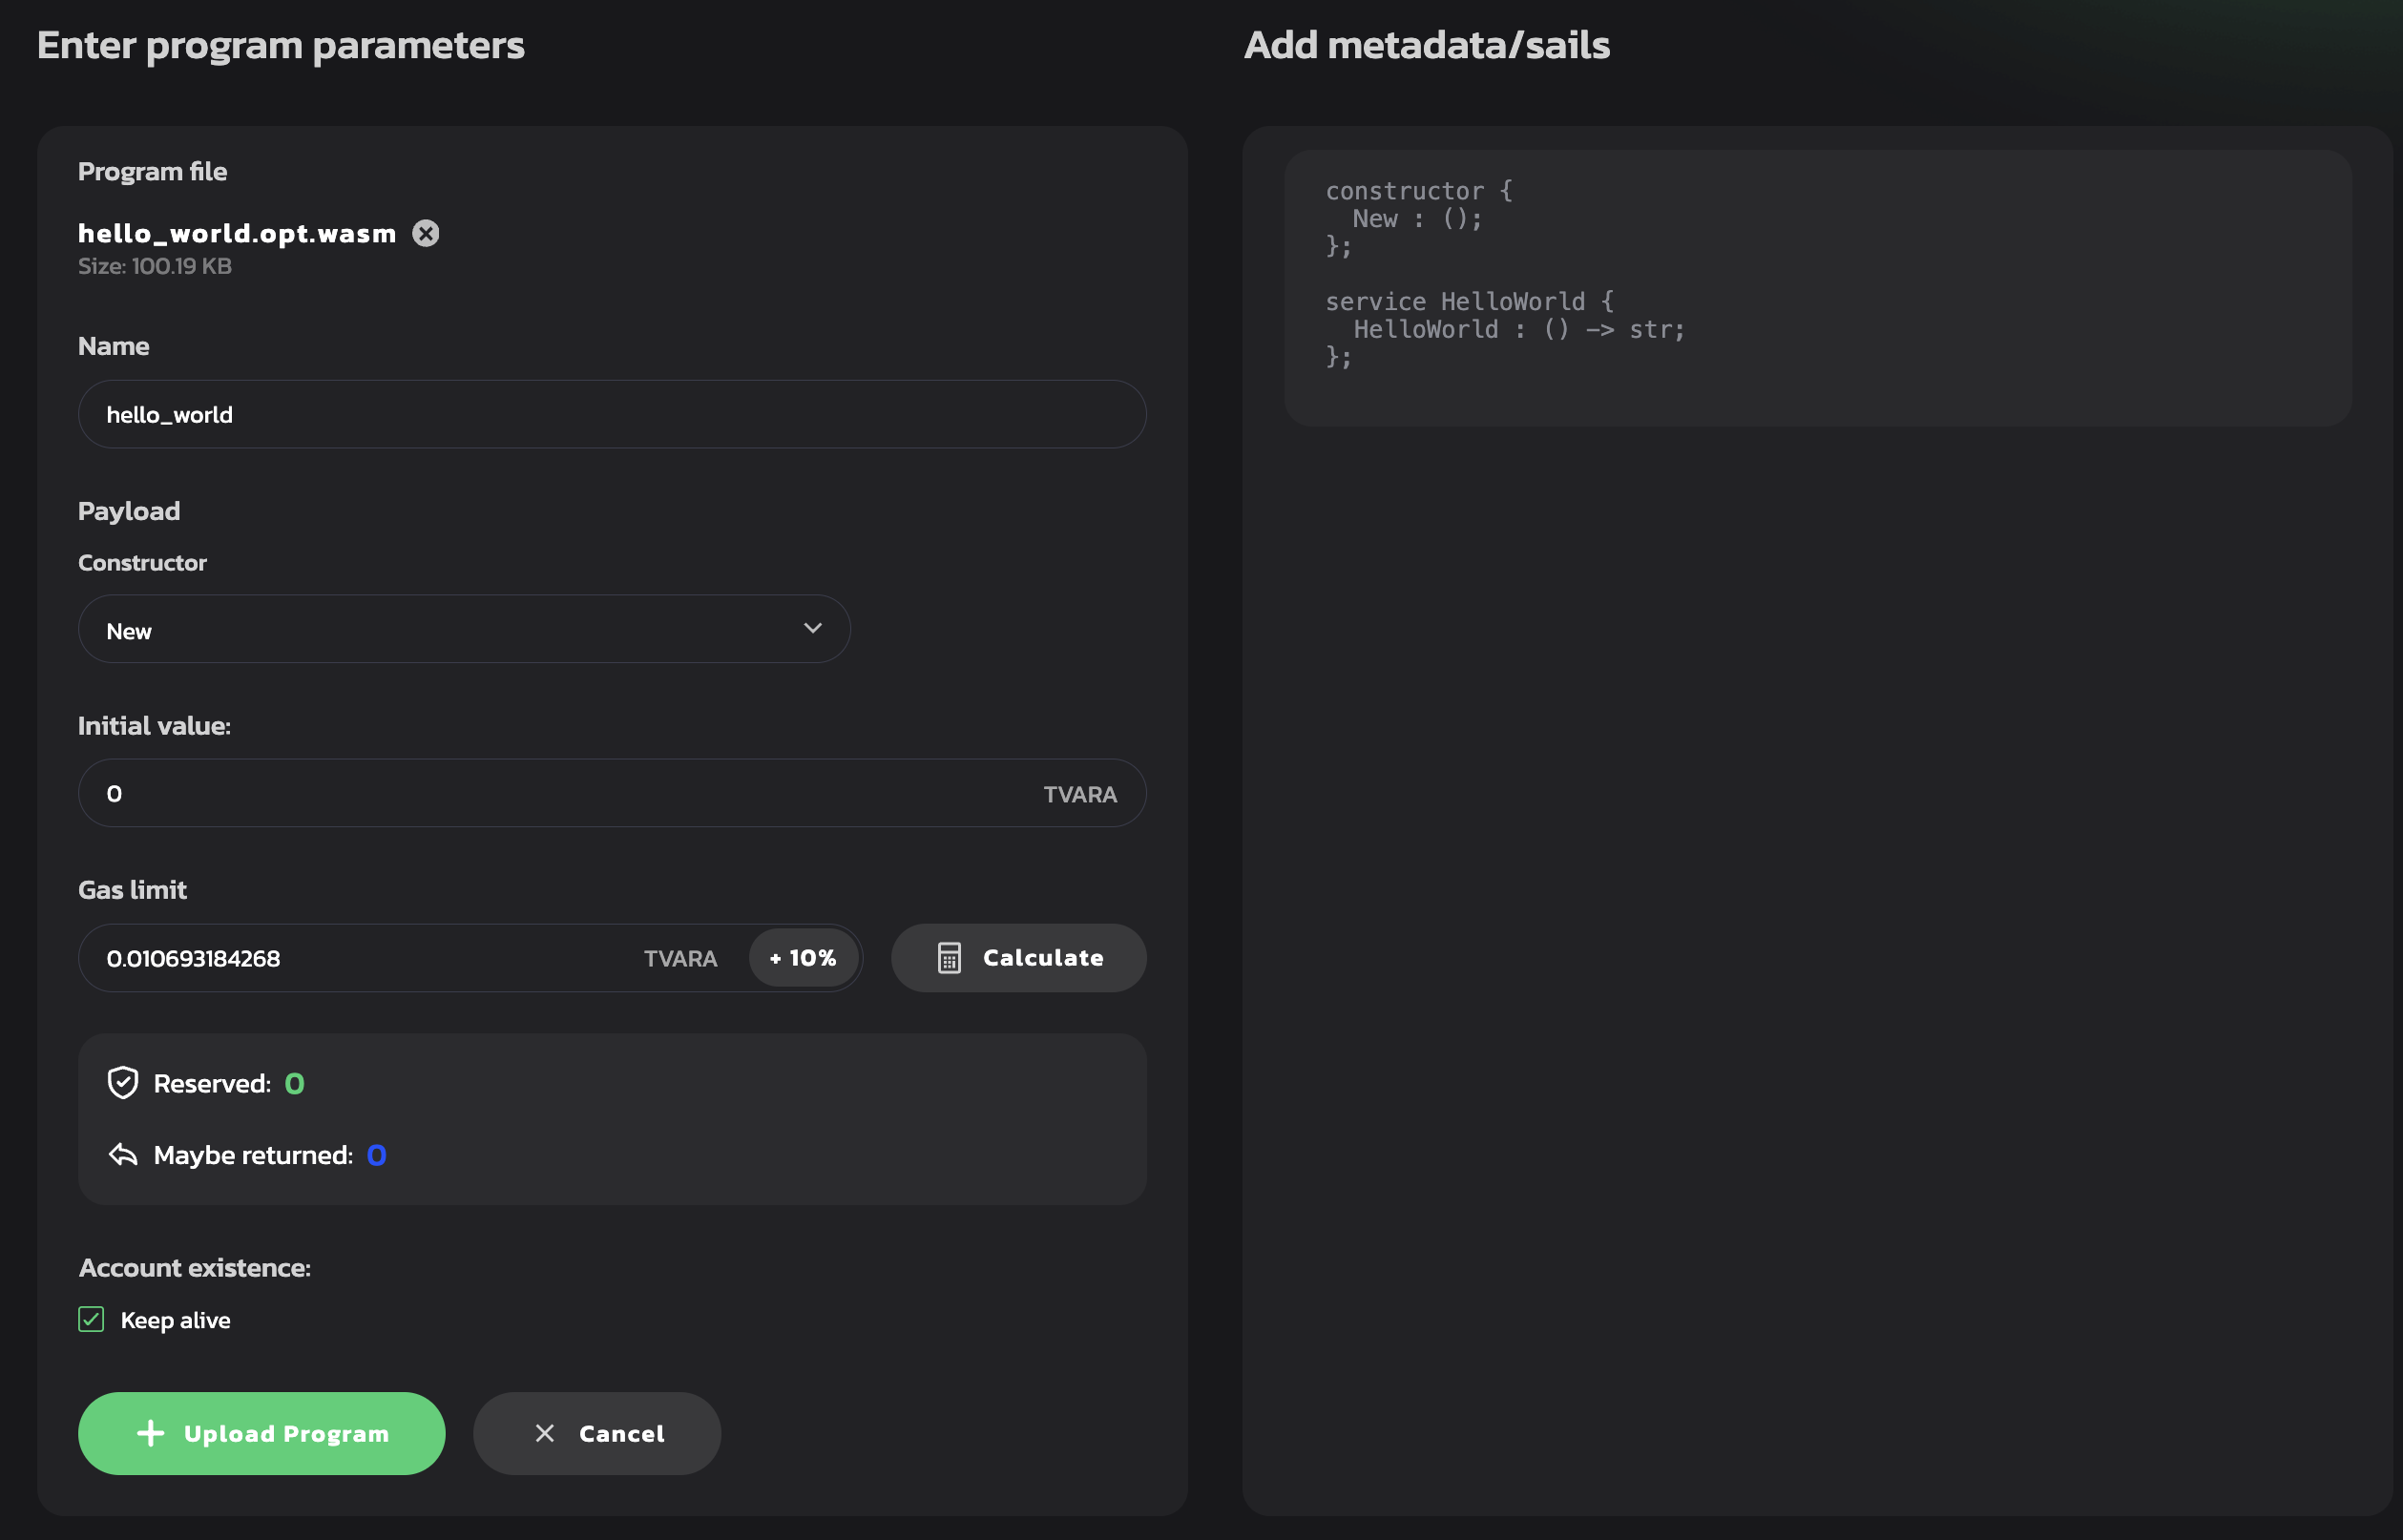 Enter program parameters
Program file
hello_world.opt.wasm
Size: 100.19 KB
Name
hello_world
Payload
Constructor
New
Initial value:
0 TVARA
Gas limit
0.010693184268 TVARA + 10% Calculate
Reserved: 0
Maybe returned: 0
Account existence:
Keep alive
Upload Program Cancel
Add metadata/sails
constructor {
  New : ();
};
service HelloWorld {
  HelloWorld : () -> str;
};